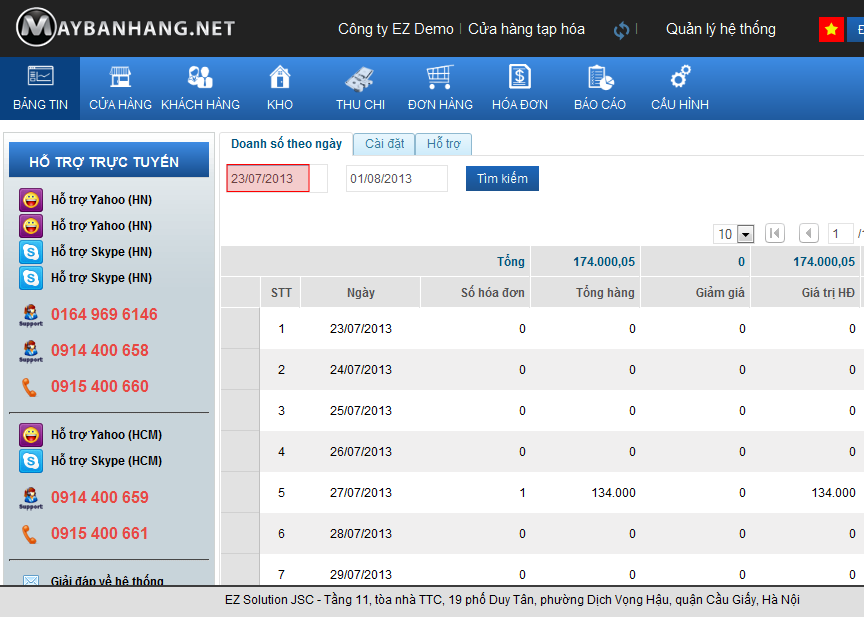 MAYBANHANG.NET
Công ty EZ Demo | Cửa hàng tạp hóa | Quản lý hệ thống
BẢNG TIN CỬA HÀNG KHÁCH HÀNG KHO THU CHI ĐƠN HÀNG HÓA ĐƠN BÁO CÁO CẤU HÌNH
HỖ TRỢ TRỰC TUYẾN
Hỗ trợ Yahoo (HN)
Hỗ trợ Yahoo (HN)
Hỗ trợ Skype (HN)
Hỗ trợ Skype (HN)
Support 0164 969 6146
Support 0914 400 658
0915 400 660
Hỗ trợ Yahoo (HCM)
Hỗ trợ Skype (HCM)
Support 0914 400 659
0915 400 661
Giải đáp về hệ thống
Doanh số theo ngày Cài đặt Hỗ trợ
23/07/2013 01/08/2013 Tìm kiếm
10 1
Tổng 174.000,05 0 174.000,05
STT Ngày Số hóa đơn Tổng hàng Giảm giá Giá trị HĐ
1 23/07/2013 0 0 0 0
2 24/07/2013 0 0 0 0
3 25/07/2013 0 0 0 0
4 26/07/2013 0 0 0 0
5 27/07/2013 1 134.000 0 134.000
6 28/07/2013 0 0 0 0
7 29/07/2013 0 0 0 0
EZ Solution JSC - Tầng 11, tòa nhà TTC, 19 phố Duy Tân, phường Dịch Vọng Hậu, quận Cầu Giấy, Hà Nội